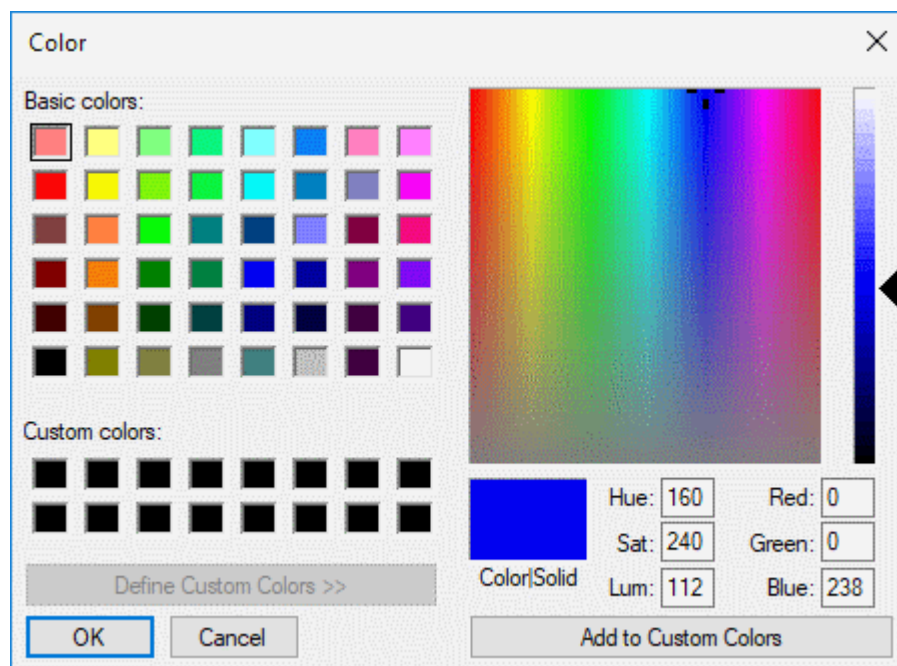 Color
Basic colors:
Custom colors:
Define Custom Colors >>
OK Cancel
Color|Solid
Hue: 160 Red: 0
Sat: 240 Green: 0
Lum: 112 Blue: 238
Add to Custom Colors